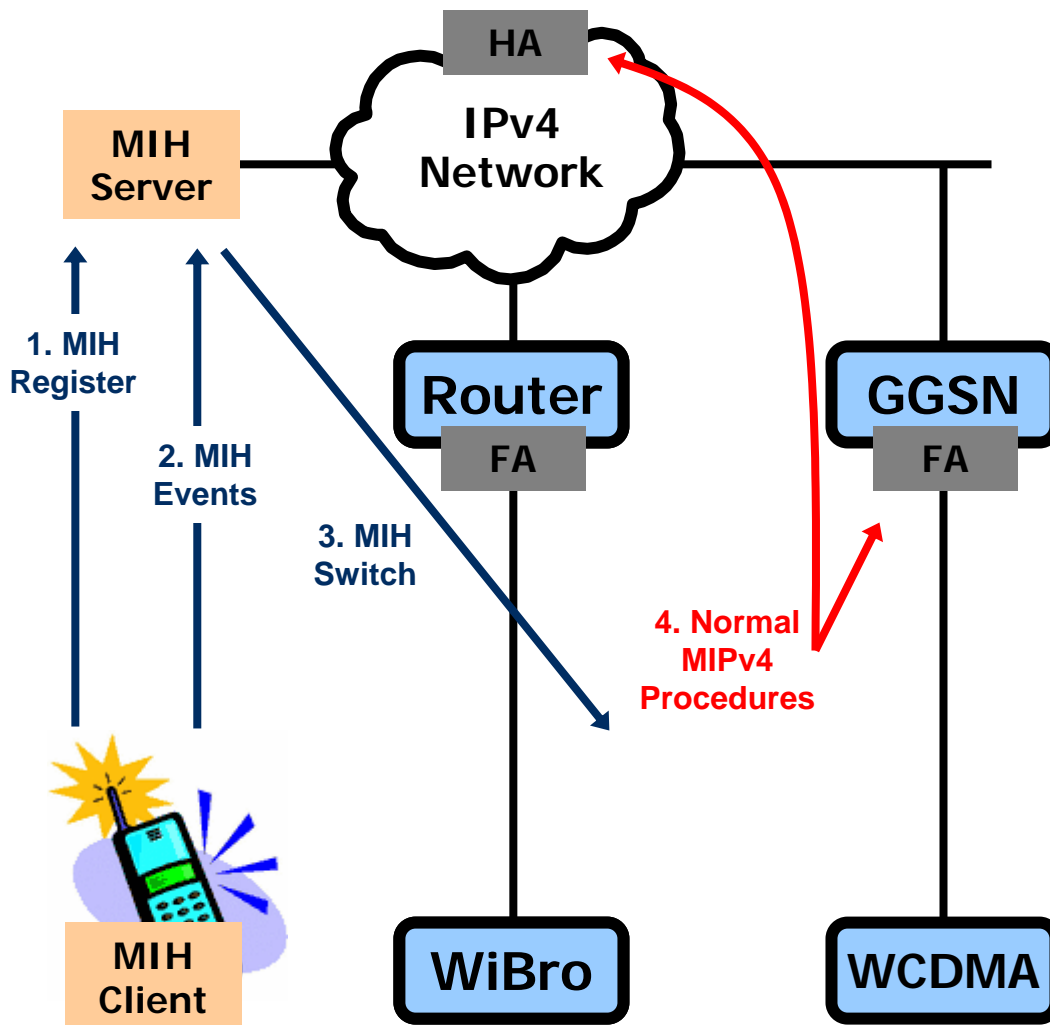 HA
IPv4
Network
MIH
Server
1. MIH
Register
Router
GGSN
FA
FA
2. MIH
Events
3. MIH
Switch
4. Normal
MIPv4
Procedures
MIH
Client
WiBro
WCDMA